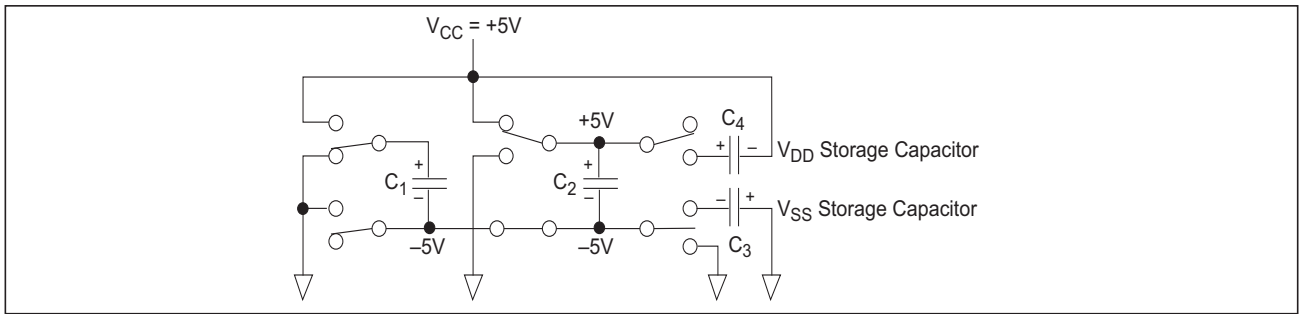 V_CC = +5V
+5V
C_4
+ −
V_DD Storage Capacitor
+
C_1
−
+
C_2
−
− +
V_SS Storage Capacitor
C_3
–5V
–5V